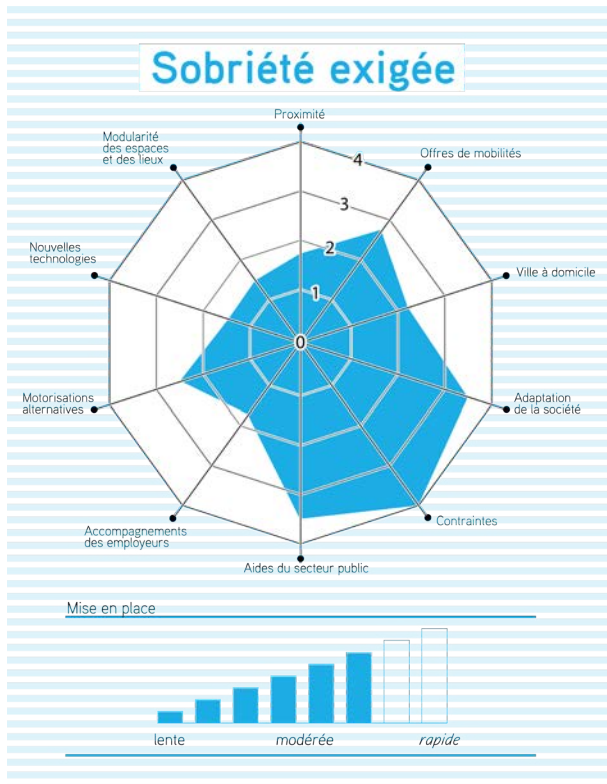 Sobriété exigée
Proximité
Modularité
des espaces
et des lieux
4
Offres de mobilités
3
Nouvelles
technologies
2
Ville à domicile
1
0
Motorisations
alternatives
Adaptation
de la société
Accompagnements
des employeurs
Contraintes
Aides du secteur public
Mise en place
lente modérée rapide